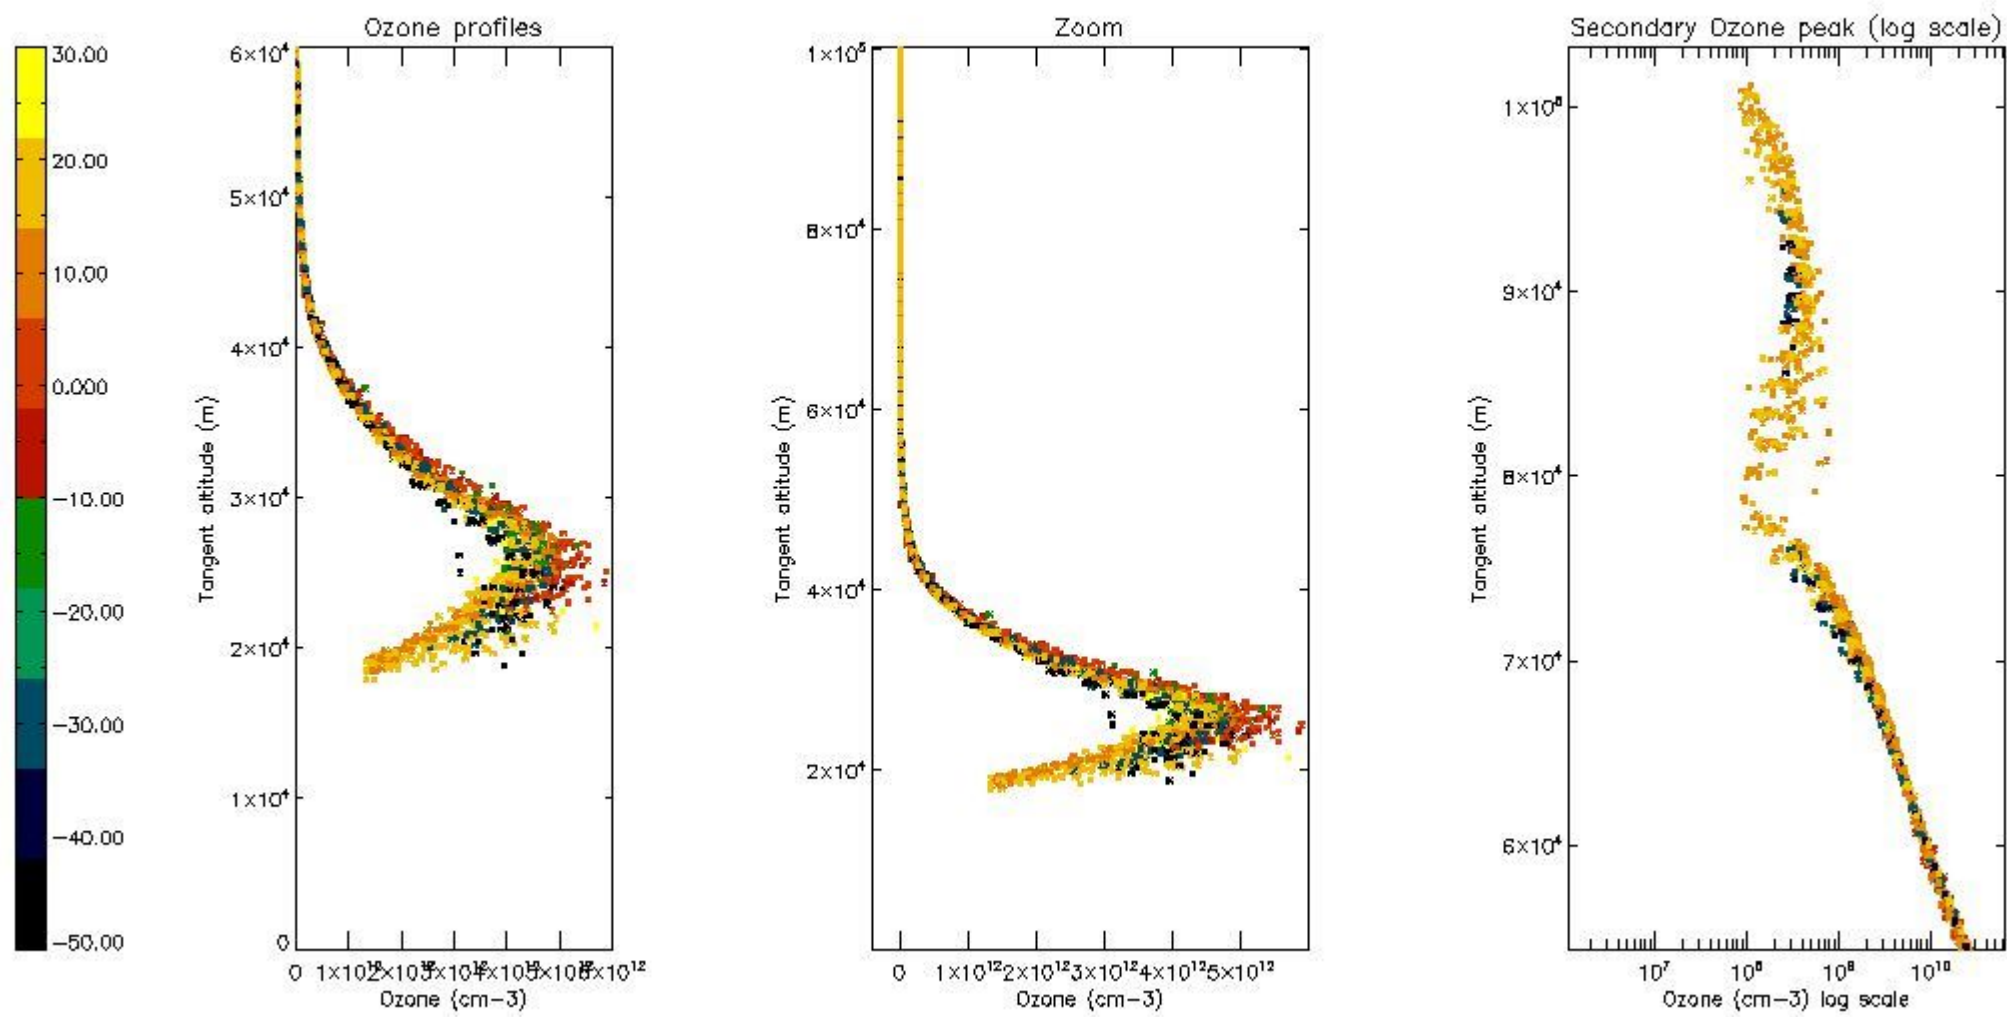 Ozone profiles
Zoom
Secondary Ozone peak (log scale)
30.00
20.00
10.00
0.000
-10.00
-20.00
-30.00
-40.00
-50.00
6×10⁴
5×10⁴
4×10⁴
3×10⁴
2×10⁴
1×10⁴
0
Tangent altitude (m)
0
Ozone (cm-3)
1×10⁵
8×10⁴
6×10⁴
4×10⁴
2×10⁴
Tangent altitude (m)
0 1×10¹² 2×10¹² 3×10¹² 4×10¹² 5×10¹²
Ozone (cm-3)
9×10⁴
8×10⁴
7×10⁴
6×10⁴
Tangent altitude (m)
10⁷ 10⁸ 10⁹ 10¹⁰
Ozone (cm-3) log scale